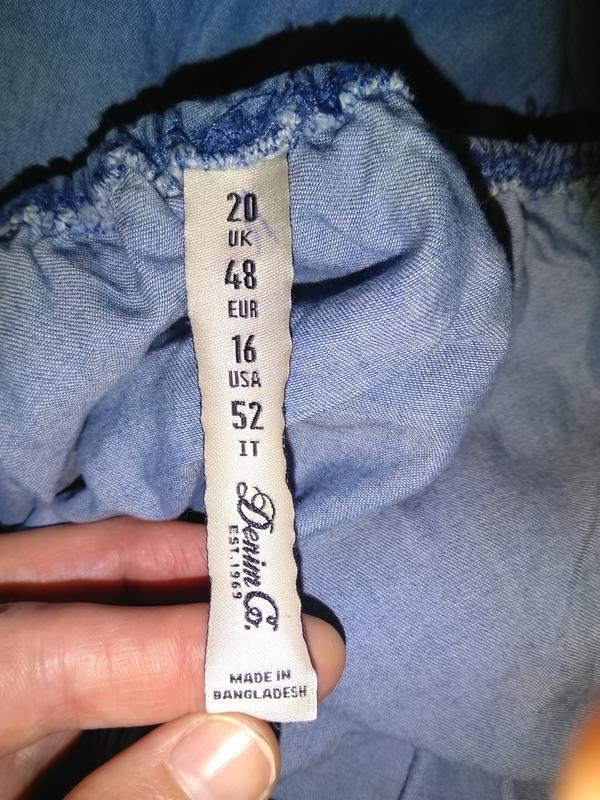 20
UK
48
EUR
16
USA
52
IT
Denim Co.
EST.1969
MADE IN
BANGLADESH